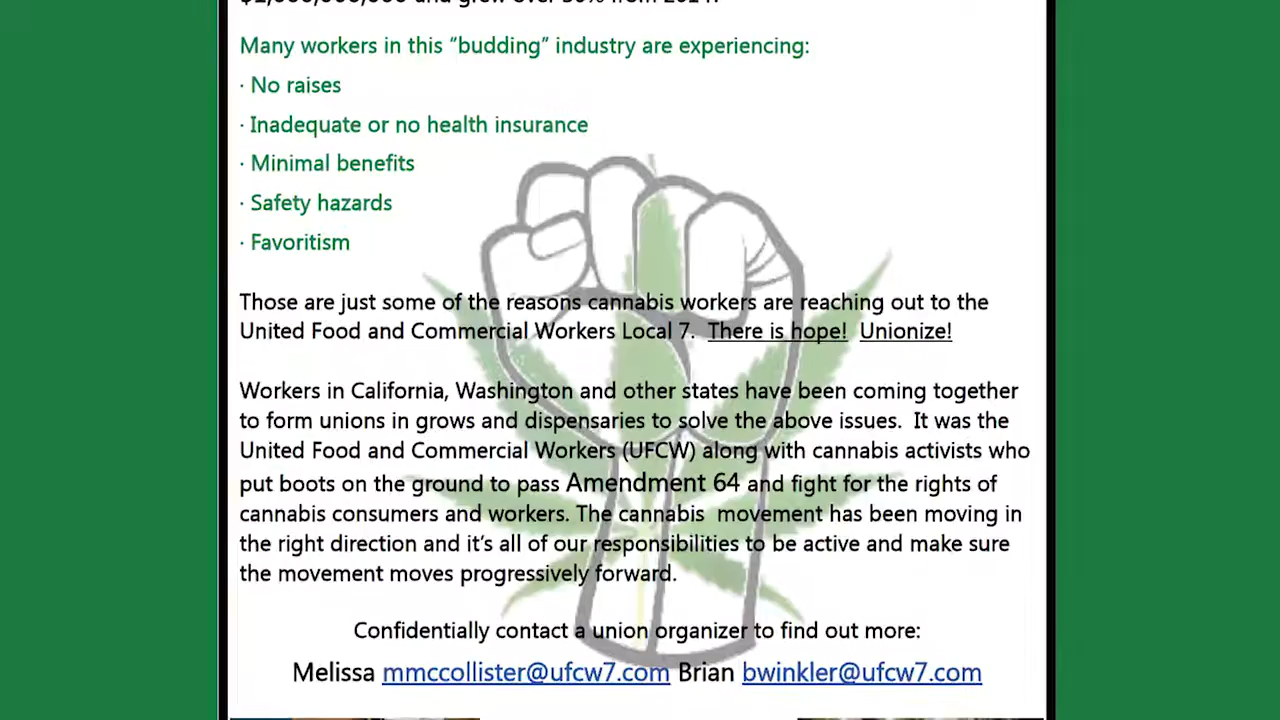 Many workers in this “budding” industry are experiencing:
· No raises
· Inadequate or no health insurance
· Minimal benefits
· Safety hazards
· Favoritism
Those are just some of the reasons cannabis workers are reaching out to the
United Food and Commercial Workers Local 7. There is hope! Unionize!
Workers in California, Washington and other states have been coming together
to form unions in grows and dispensaries to solve the above issues. It was the
United Food and Commercial Workers (UFCW) along with cannabis activists who
put boots on the ground to pass Amendment 64 and fight for the rights of
cannabis consumers and workers. The cannabis movement has been moving in
the right direction and it’s all of our responsibilities to be active and make sure
the movement moves progressively forward.
Confidentially contact a union organizer to find out more:
Melissa mmccollister@ufcw7.com Brian bwinkler@ufcw7.com